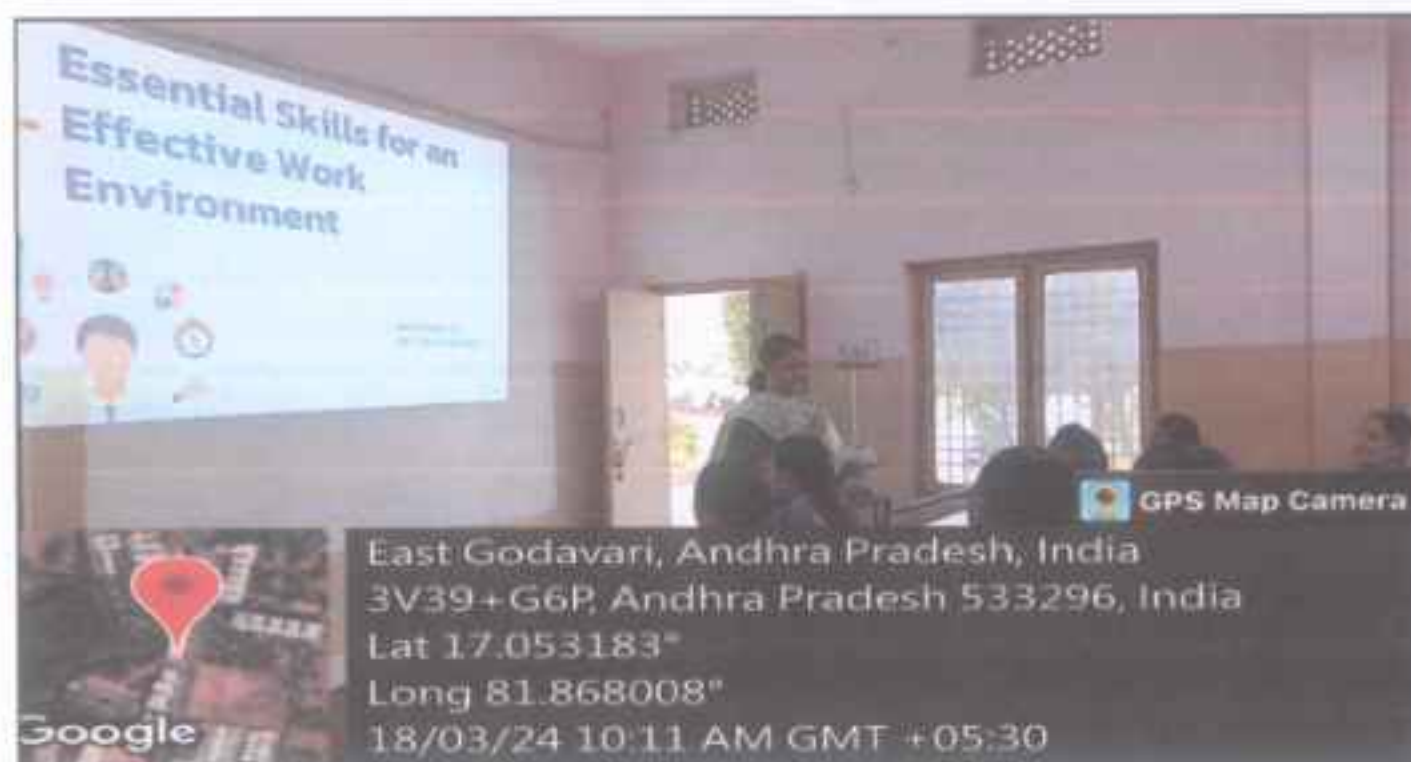 Essential Skills for an
Effective Work
Environment
GPS Map Camera
East Godavari, Andhra Pradesh, India
3V39+G6P, Andhra Pradesh 533296, India
Lat 17.053183°
Long 81.868008°
18/03/24 10:11 AM GMT +05:30
Google